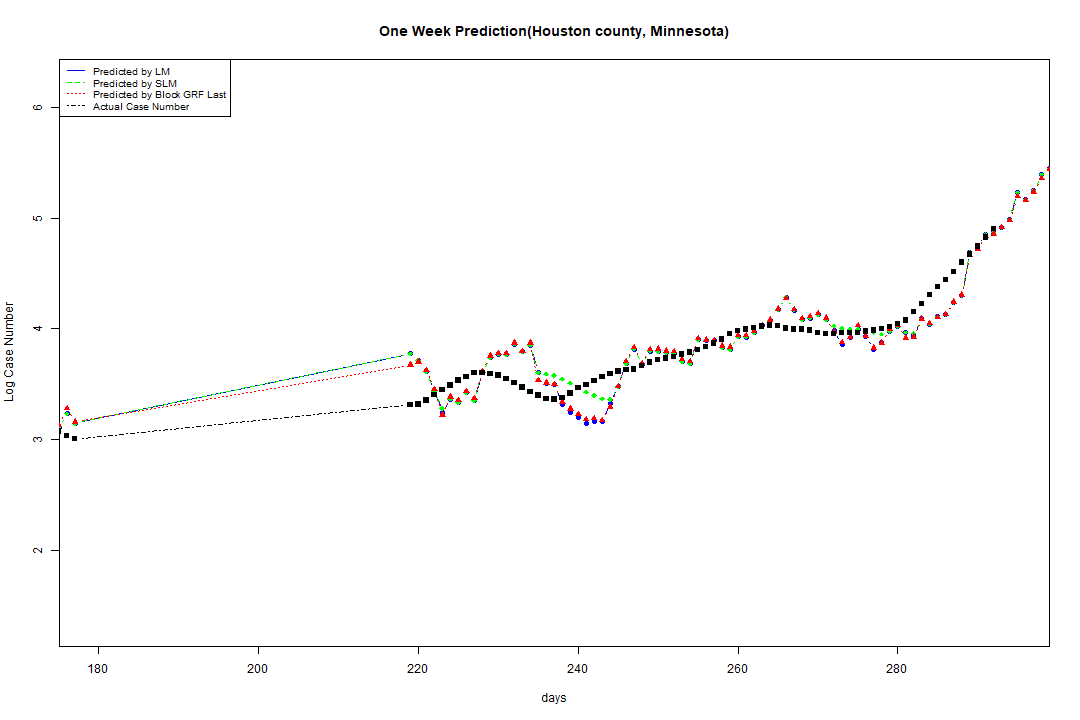 One Week Prediction(Houston county, Minnesota)
Predicted by LM
Predicted by SLM
Predicted by Block GRF Last
Actual Case Number
6
5
4
3
2
Log Case Number
180 200 220 240 260 280
days